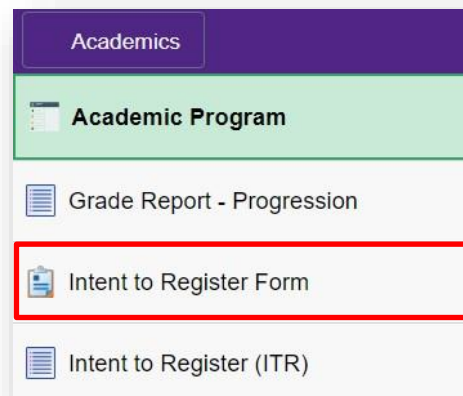 Academics
Academic Program
Grade Report - Progression
Intent to Register Form
Intent to Register (ITR)